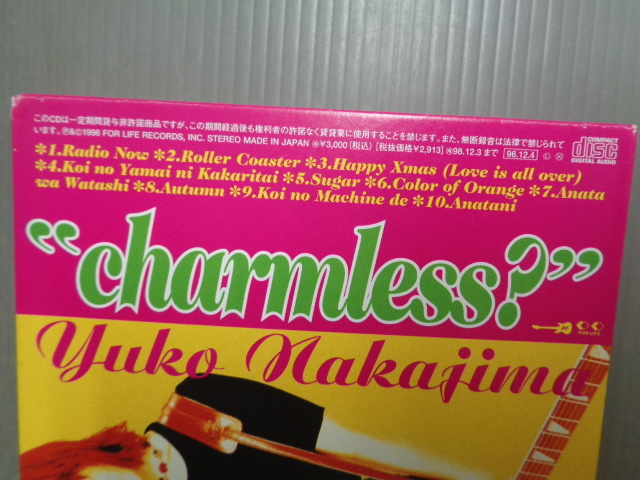 このCDは一定期間貸与非許諾商品ですが、この期間経過後も権利者の許諾なく賃貸業に使用することを禁じます。また、無断録音は法律で禁じられて
います。Ⓟ&©1996 FOR LIFE RECORDS, INC. STEREO MADE IN JAPAN ¥3,000(税込) [税抜価格¥2,913] 98.12.3まで 96.12.4
COMPACT
disc
DIGITAL AUDIO
*1.Radio Now *2.Roller Coaster *3.Happy Xmas (Love is all over)
*4.Koi no Yamai ni Kakaritai *5.Sugar *6.Color of Orange *7.Anata
wa Watashi *8.Autumn *9.Koi no Machine de *10.Anatani
“charmless?”
FOR LIFE
Yuko Nakajima